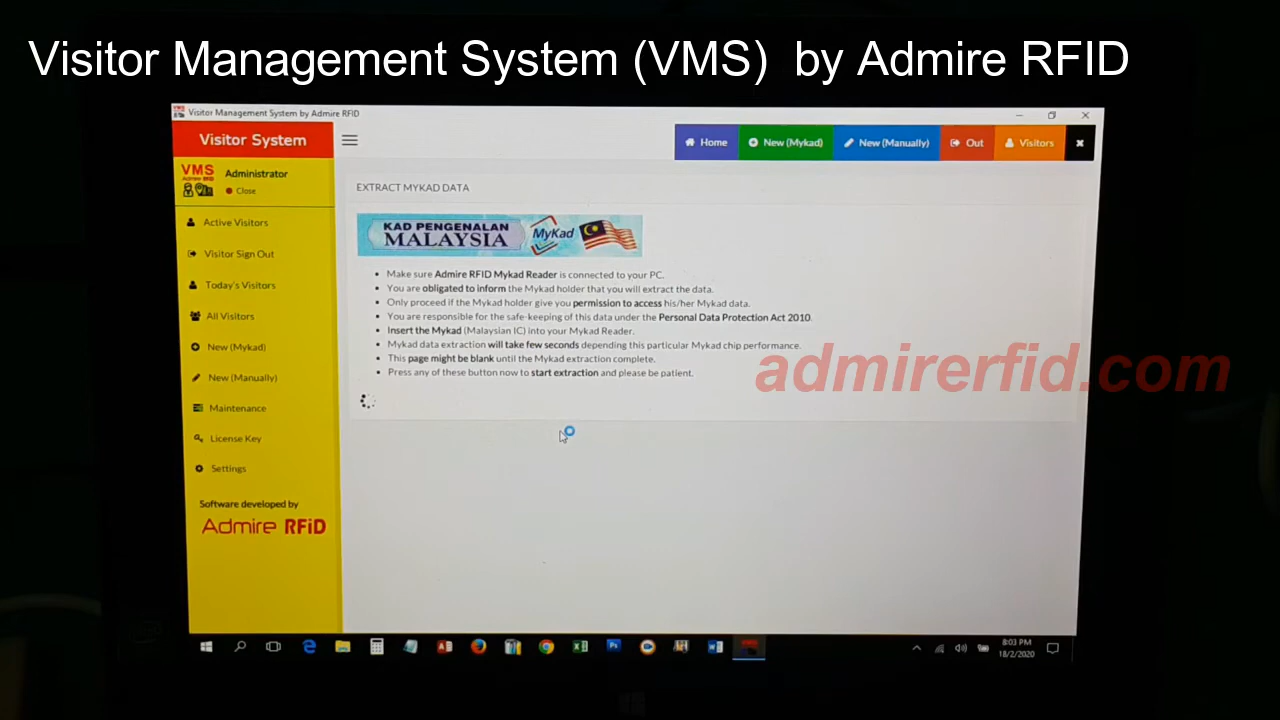 Visitor Management System (VMS) by Admire RFID
Visitor Management System by Admire RFID
Visitor System
Home
New (Mykad)
New (Manually)
Out
Visitors
VMS
Admire RFID
Administrator
Close
Active Visitors
Visitor Sign Out
Today's Visitors
All Visitors
New (Mykad)
New (Manually)
Maintenance
License Key
Settings
Software developed by
Admire RFiD
EXTRACT MYKAD DATA
KAD PENGENALAN
MALAYSIA
MyKad
Make sure Admire RFID Mykad Reader is connected to your PC.
You are obligated to inform the Mykad holder that you will extract the data.
Only proceed if the Mykad holder give you permission to access his/her Mykad data.
You are responsible for the safe-keeping of this data under the Personal Data Protection Act 2010.
Insert the Mykad (Malaysian IC) into your Mykad Reader.
Mykad data extraction will take few seconds depending this particular Mykad chip performance.
This page might be blank until the Mykad extraction complete.
Press any of these button now to start extraction and please be patient.
admirerfid.com
8:03 PM
18/2/2020